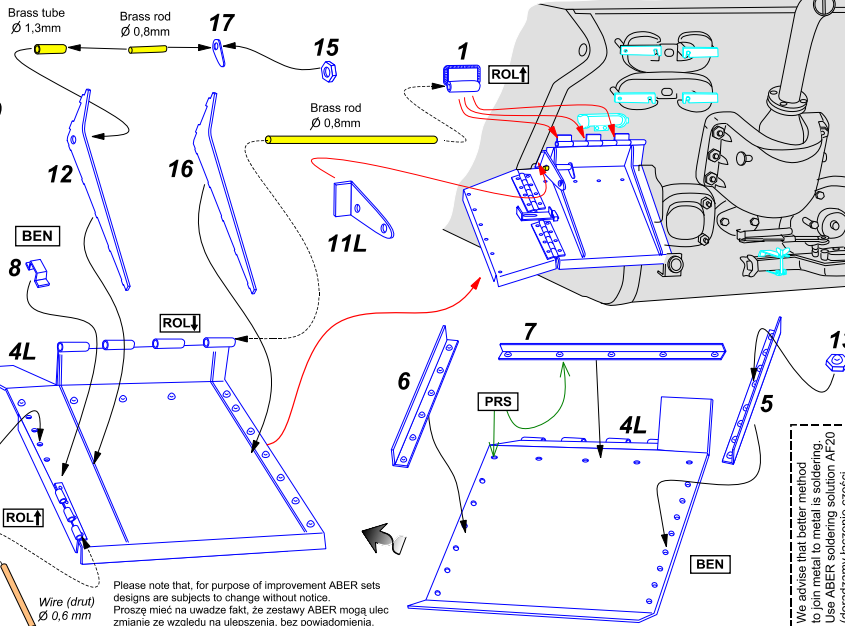 Brass tube
Ø 1,3mm
Brass rod
Ø 0,8mm
17
15
1
ROL
Brass rod
Ø 0,8mm
12
16
11L
BEN
8
ROL
4L
7
6
5
13
PRS
4L
ROL
BEN
Wire (drut)
Ø 0,6 mm
Please note that, for purpose of improvement ABER sets
designs are subjects to change without notice.
Proszę mieć na uwadze fakt, że zestawy ABER mogą ulec
zmianie ze względu na ulepszenia, bez powiadomienia.
We advise that better method
to join metal to metal is soldering.
Use ABER soldering solution AF20